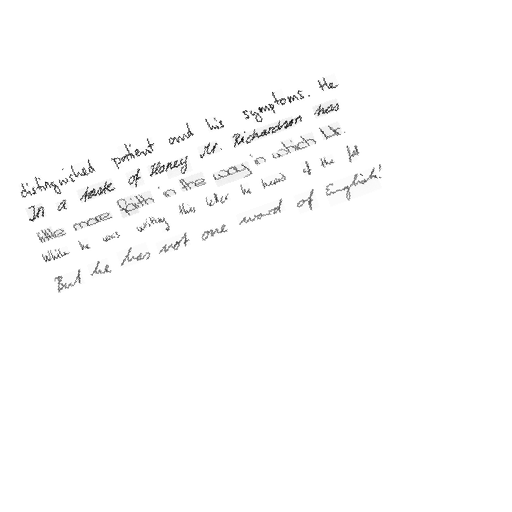 distinguished patient and his symptoms. He
In a taste of Honey Mr. Richardson has
little more faith in the way in which Mr.
While he was writing this letter he heard of the fall
But he has not one word of English!